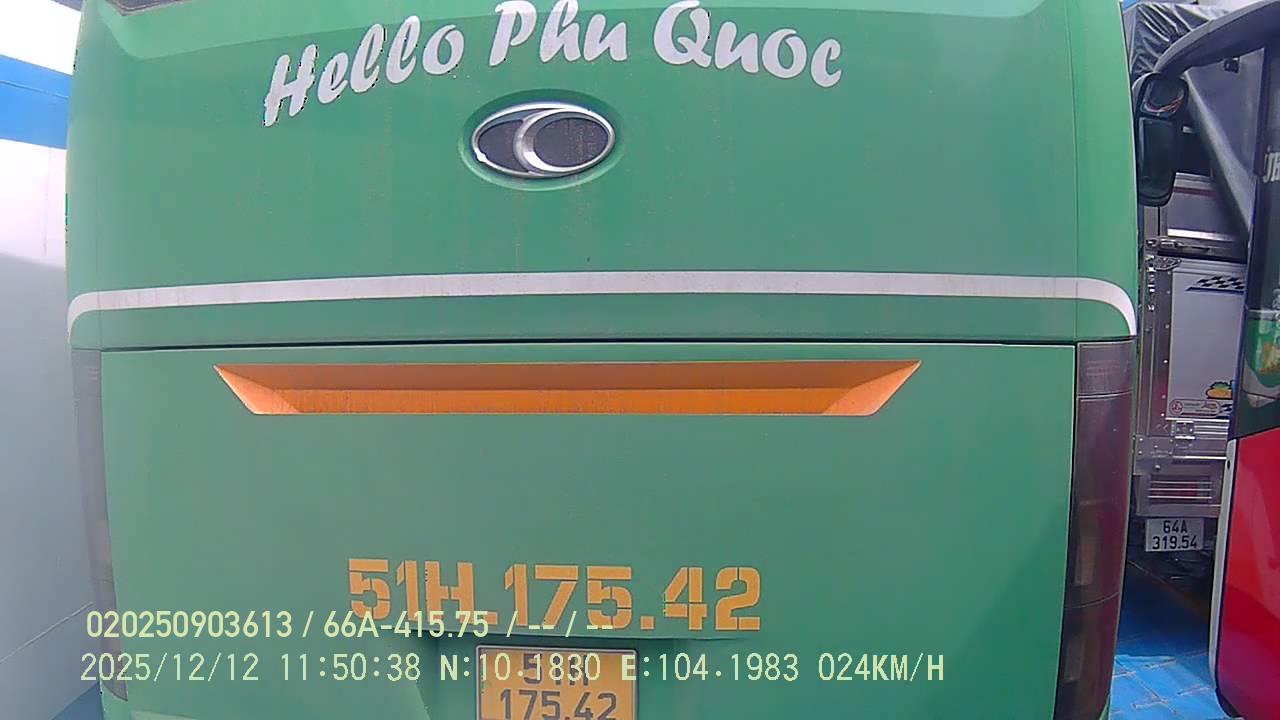 Hello Phu Quoc
64A
319.54
51H.175.42
020250903613 / 66A-415.75 / -- / --
2025/12/12 11:50:38 N:10.1830 E:104.1983 024KM/H
51H
175.42